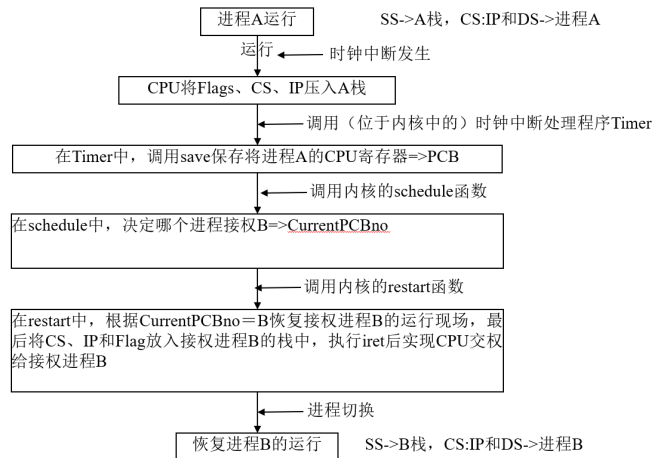 进程A运行
SS->A栈，CS:IP和DS->进程A
运行
时钟中断发生
CPU将Flags、CS、IP压入A栈
调用（位于内核中的）时钟中断处理程序Timer
在Timer中，调用save保存将进程A的CPU寄存器=>PCB
调用内核的schedule函数
在schedule中，决定哪个进程接权B=>CurrentPCBno
调用内核的restart函数
在restart中，根据CurrentPCBno＝B恢复接权进程B的运行现场，最
后将CS、IP和Flag放入接权进程B的栈中，执行iret后实现CPU交权
给接权进程B
进程切换
恢复进程B的运行
SS->B栈，CS:IP和DS->进程B